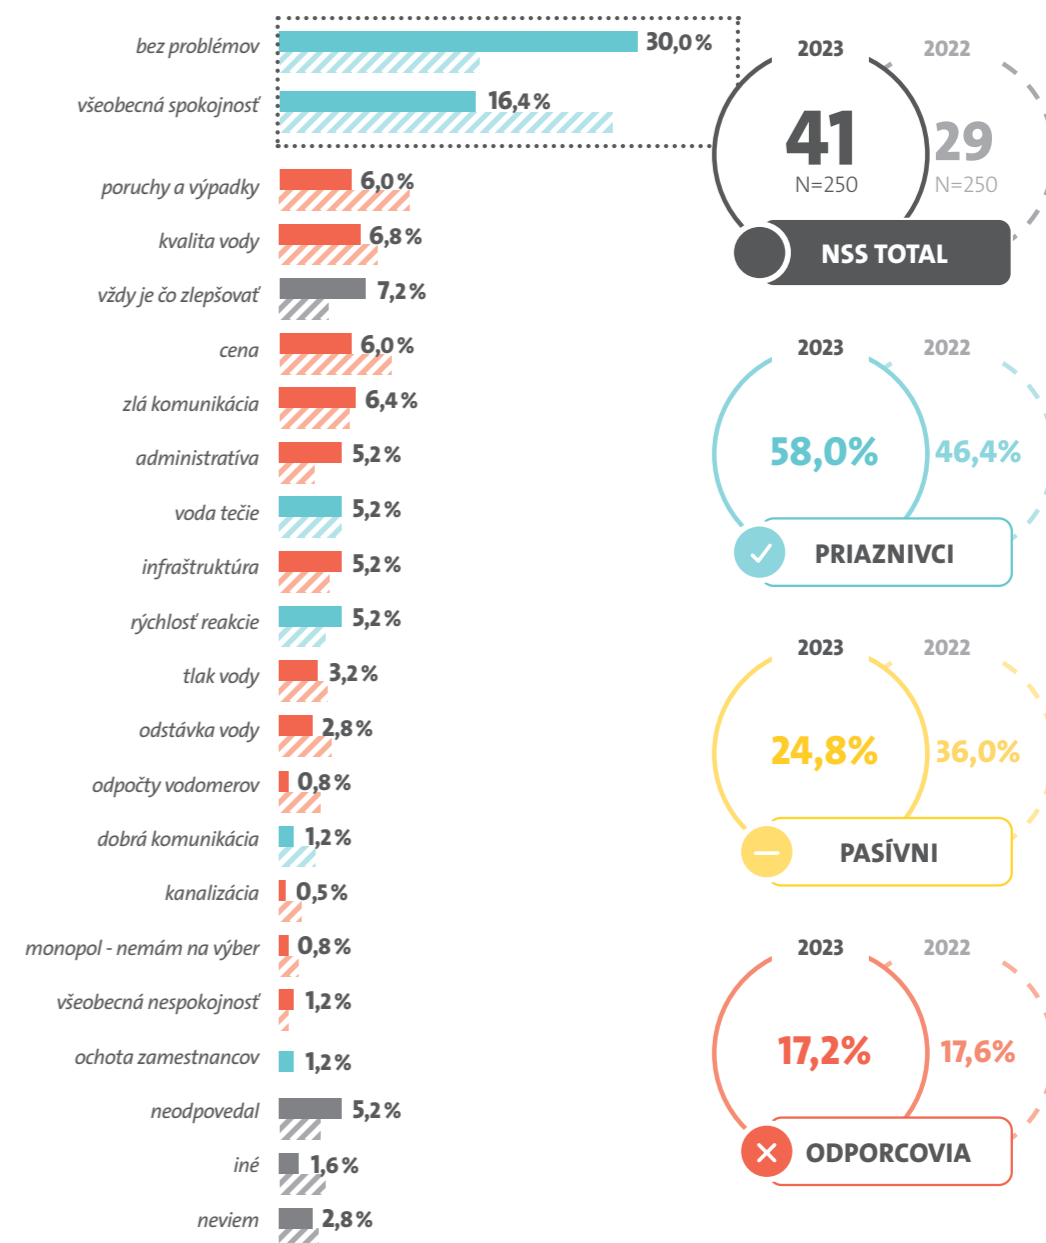 bez problémov 30,0%
všeobecná spokojnosť 16,4%
poruchy a výpadky 6,0%
kvalita vody 6,8%
vždy je čo zlepšovať 7,2%
cena 6,0%
zlá komunikácia 6,4%
administratíva 5,2%
voda tečie 5,2%
infraštruktúra 5,2%
rýchlosť reakcie 5,2%
tlak vody 3,2%
odstávka vody 2,8%
odpočty vodomerov 0,8%
dobrá komunikácia 1,2%
kanalizácia 0,5%
monopol - nemám na výber 0,8%
všeobecná nespokojnosť 1,2%
ochota zamestnancov 1,2%
neodpovedal 5,2%
iné 1,6%
neviem 2,8%
2023 2022
41 29
N=250 N=250
NSS TOTAL
2023 2022
58,0% 46,4%
PRIAZNIVCI
2023 2022
24,8% 36,0%
PASÍVNI
2023 2022
17,2% 17,6%
ODPORCOVIA